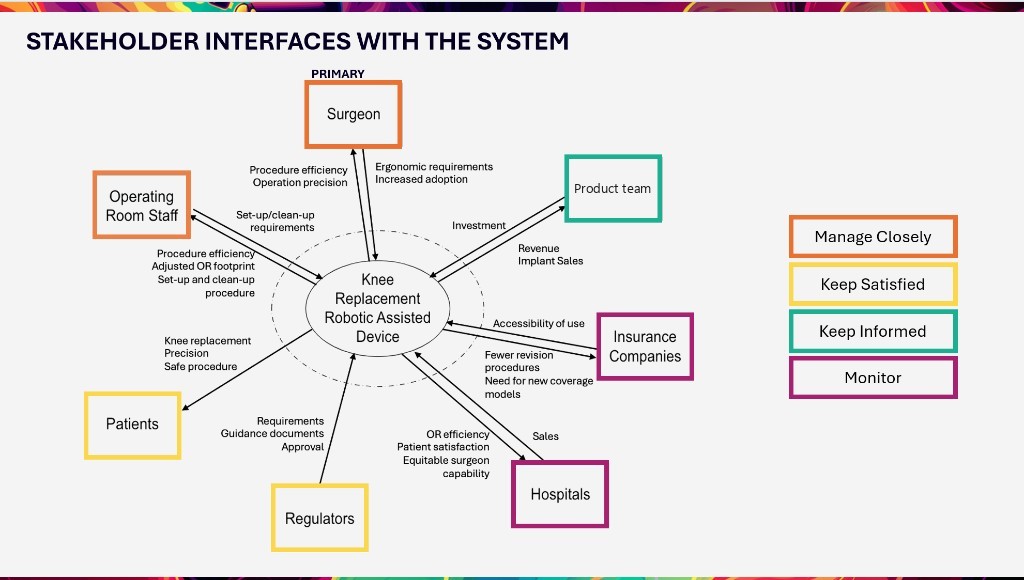 STAKEHOLDER INTERFACES WITH THE SYSTEM
PRIMARY
Surgeon
Procedure efficiency
Operation precision
Ergonomic requirements
Increased adoption
Product team
Operating
Room Staff
Set-up/clean-up
requirements
Investment
Revenue
Implant Sales
Procedure efficiency
Adjusted OR footprint
Set-up and clean-up
procedure
Knee
Replacement
Robotic Assisted
Device
Accessibility of use
Insurance
Companies
Fewer revision
procedures
Need for new coverage
models
Knee replacement
Precision
Safe procedure
Patients
Requirements
Guidance documents
Approval
OR efficiency
Patient satisfaction
Equitable surgeon
capability
Sales
Hospitals
Regulators
Manage Closely
Keep Satisfied
Keep Informed
Monitor